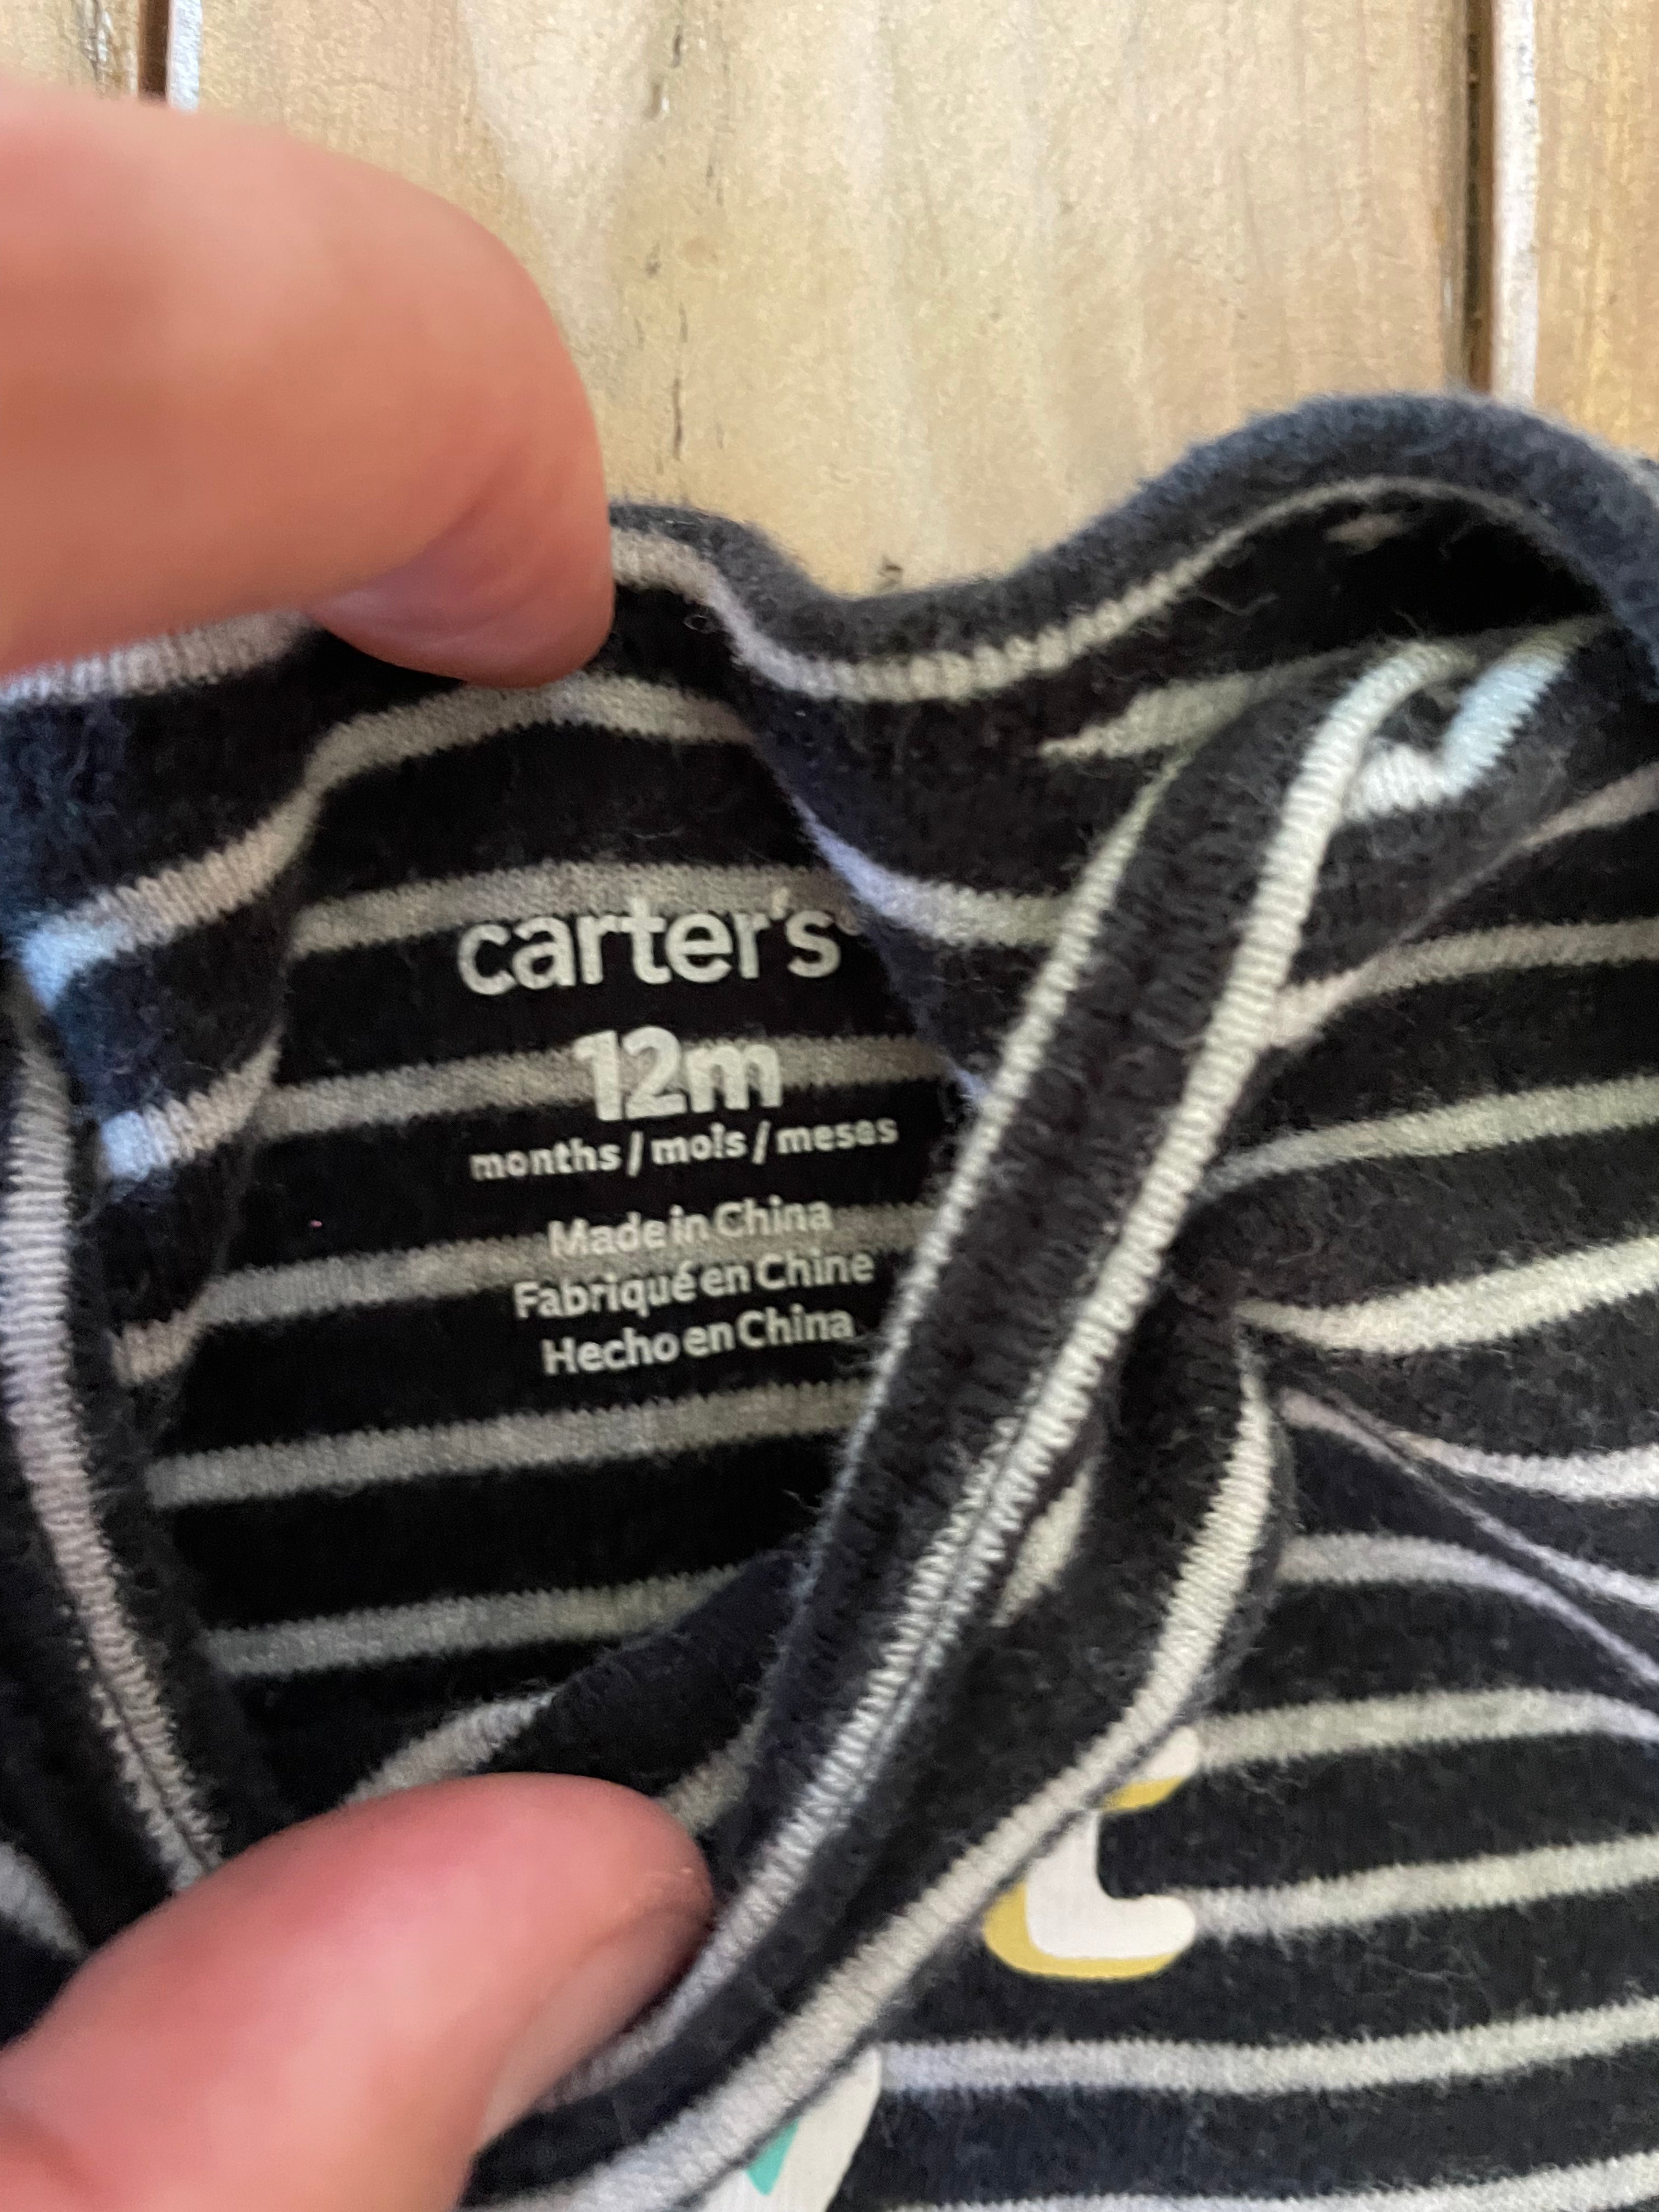 carter's®
12m
months / mois / meses
Made in China
Fabriqué en Chine
Hecho en China